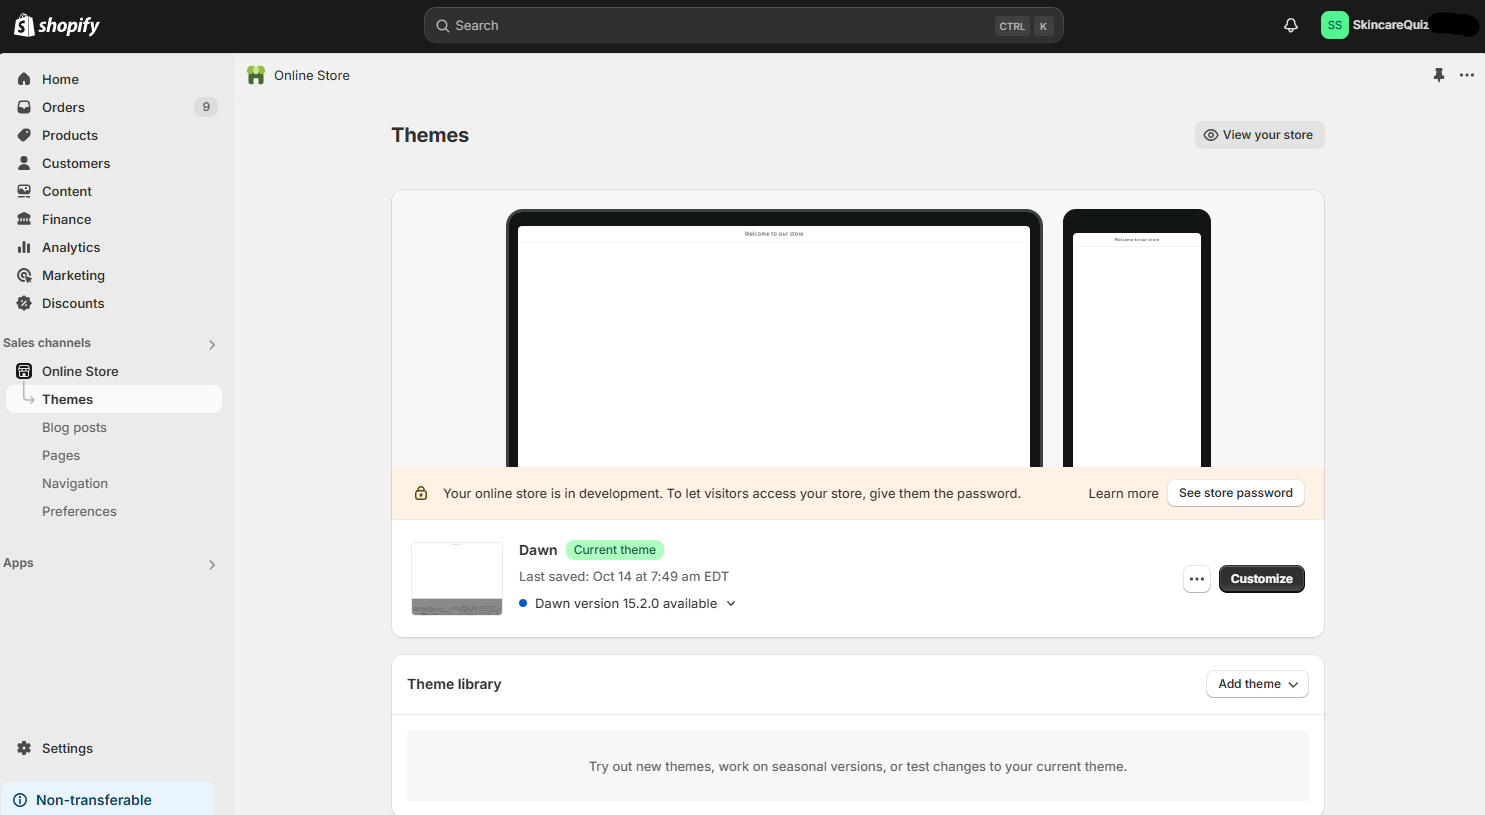 shopify
Search
CTRL K
SS
SkincareQuiz
Home
Orders
9
Products
Customers
Content
Finance
Analytics
Marketing
Discounts
Sales channels
Online Store
Themes
Blog posts
Pages
Navigation
Preferences
Apps
Settings
Non-transferable
Online Store
Themes
View your store
Welcome to our store
Welcome to our store
Your online store is in development. To let visitors access your store, give them the password.
Learn more
See store password
Dawn
Current theme
Last saved: Oct 14 at 7:49 am EDT
Dawn version 15.2.0 available
Customize
Theme library
Add theme
Try out new themes, work on seasonal versions, or test changes to your current theme.